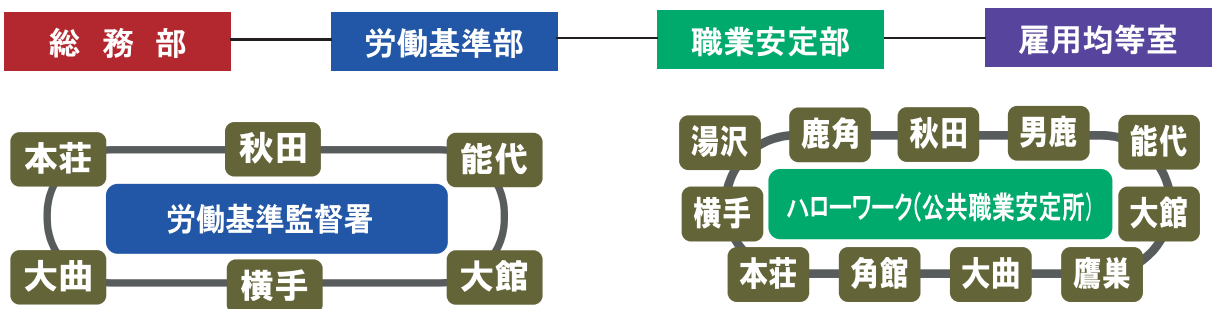 総務部
労働基準部
職業安定部
雇用均等室
本荘
秋田
能代
労働基準監督署
大曲
横手
大館
湯沢
鹿角
秋田
男鹿
能代
横手
ハローワーク(公共職業安定所)
大館
本荘
角館
大曲
鷹巣